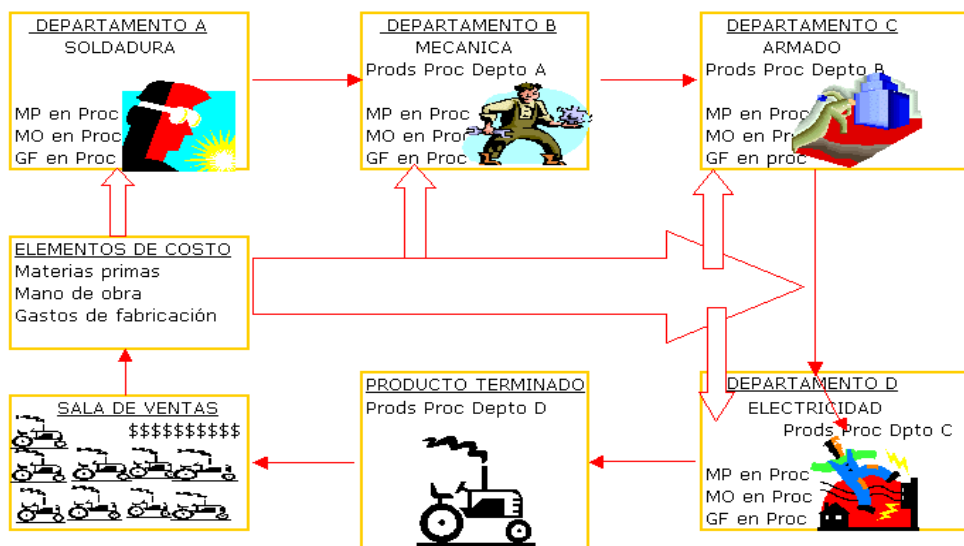 DEPARTAMENTO A
SOLDADURA
MP en Proc
MO en Proc
GF en Proc
DEPARTAMENTO B
MECANICA
Prods Proc Depto A
MP en Proc
MO en Proc
GF en Proc
DEPARTAMENTO C
ARMADO
Prods Proc Depto B
MP en Proc
MO en Proc
GF en proc
ELEMENTOS DE COSTO
Materias primas
Mano de obra
Gastos de fabricación
SALA DE VENTAS
$$$$$$$$$$
PRODUCTO TERMINADO
Prods Proc Depto D
DEPARTAMENTO D
ELECTRICIDAD
Prods Proc Dpto C
MP en Proc
MO en Proc
GF en Proc